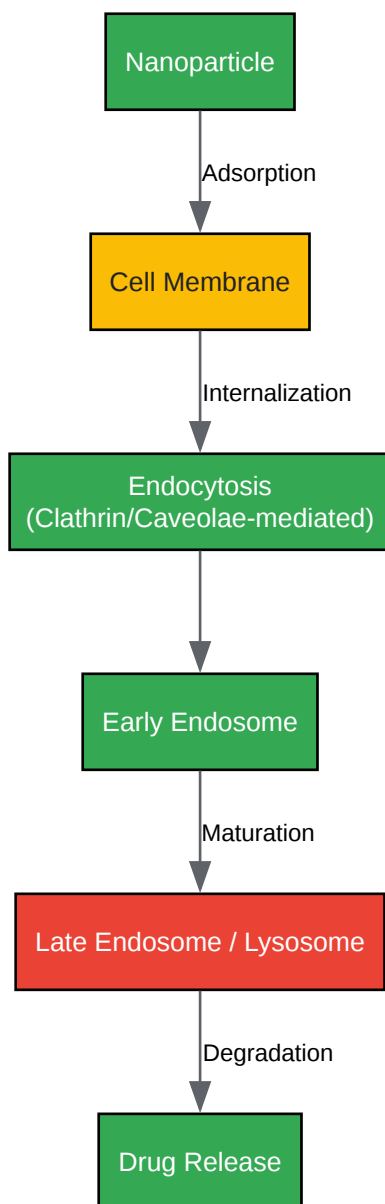 Nanoparticle
Adsorption
Cell Membrane
Internalization
Endocytosis
(Clathrin/Caveolae-mediated)
Early Endosome
Maturation
Late Endosome / Lysosome
Degradation
Drug Release